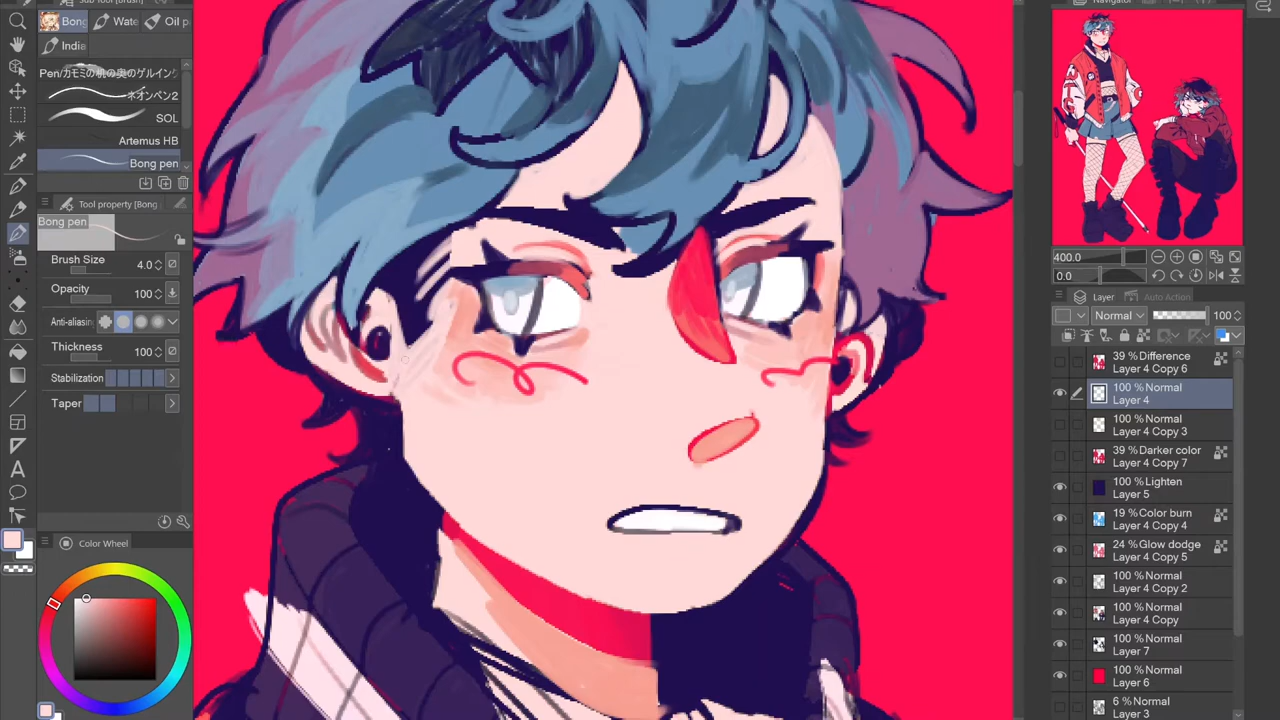 Sub Tool [Brush]
Bong
Wate
Oil p
India
Pen/カモミの机の奥のゲルインク
ネオンペン2
SOL
Artemus HB
Bong pen
Tool property [Bong
Bong pen
Brush Size 4.0
Opacity 100
Anti-aliasing
Thickness 100
Stabilization
Taper
Color Wheel
Navigator
400.0
0.0
Layer
Auto Action
Normal 100
39 % Difference
Layer 4 Copy 6
100 % Normal
Layer 4
100 % Normal
Layer 4 Copy 3
39 % Darker color
Layer 4 Copy 7
100 % Lighten
Layer 5
19 % Color burn
Layer 4 Copy 4
24 % Glow dodge
Layer 4 Copy 5
100 % Normal
Layer 4 Copy 2
100 % Normal
Layer 4 Copy
100 % Normal
Layer 7
100 % Normal
Layer 6
6 % Normal
Layer 3